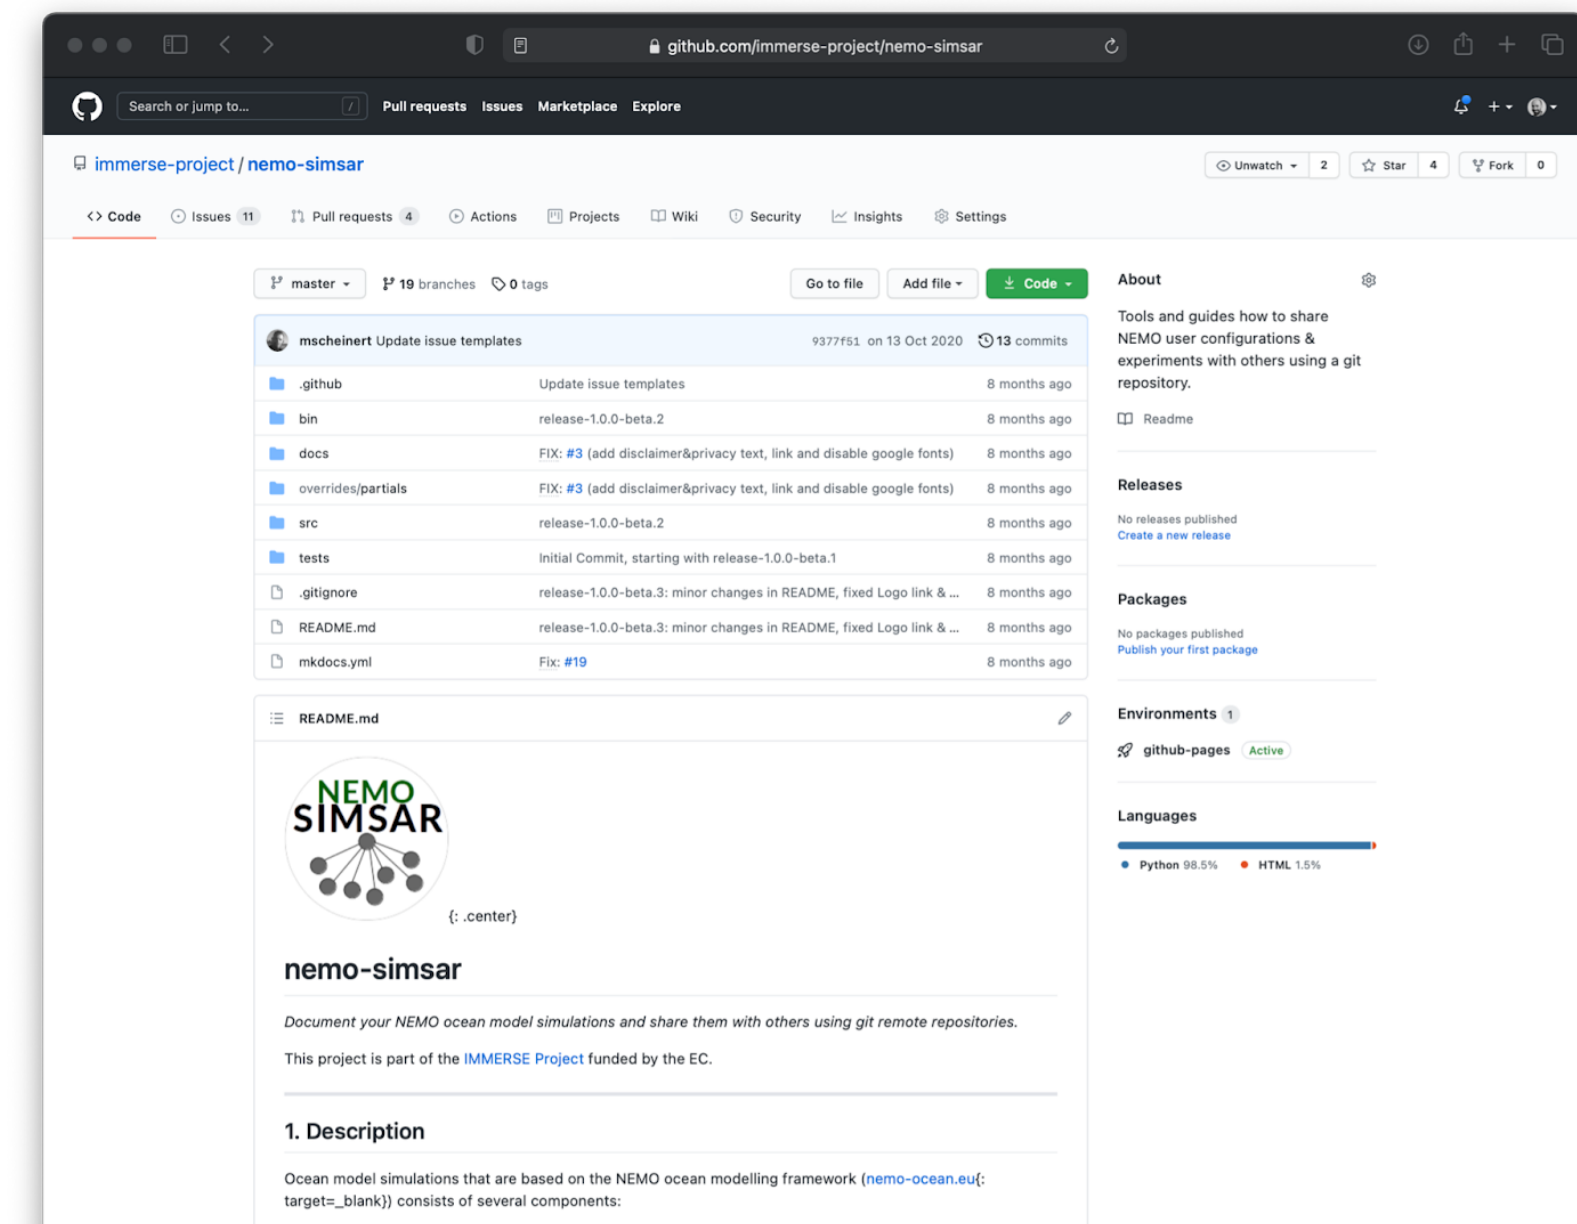 github.com/immerse-project/nemo-simsar
Search or jump to... / Pull requests Issues Marketplace Explore
immerse-project / nemo-simsar Unwatch 2 Star 4 Fork 0
<> Code Issues 11 Pull requests 4 Actions Projects Wiki Security Insights Settings
master 19 branches 0 tags Go to file Add file Code
mscheinert Update issue templates 9377f51 on 13 Oct 2020 13 commits
.github Update issue templates 8 months ago
bin release-1.0.0-beta.2 8 months ago
docs FIX: #3 (add disclaimer&privacy text, link and disable google fonts) 8 months ago
overrides/partials FIX: #3 (add disclaimer&privacy text, link and disable google fonts) 8 months ago
src release-1.0.0-beta.2 8 months ago
tests Initial Commit, starting with release-1.0.0-beta.1 8 months ago
.gitignore release-1.0.0-beta.3: minor changes in README, fixed Logo link & ... 8 months ago
README.md release-1.0.0-beta.3: minor changes in README, fixed Logo link & ... 8 months ago
mkdocs.yml Fix: #19 8 months ago
README.md
NEMO
SIMSAR
{: .center}
nemo-simsar
Document your NEMO ocean model simulations and share them with others using git remote repositories.
This project is part of the IMMERSE Project funded by the EC.
1. Description
Ocean model simulations that are based on the NEMO ocean modelling framework (nemo-ocean.eu{:
target=_blank}) consists of several components:
About
Tools and guides how to share
NEMO user configurations &
experiments with others using a git
repository.
Readme
Releases
No releases published
Create a new release
Packages
No packages published
Publish your first package
Environments 1
github-pages Active
Languages
Python 98.5% HTML 1.5%